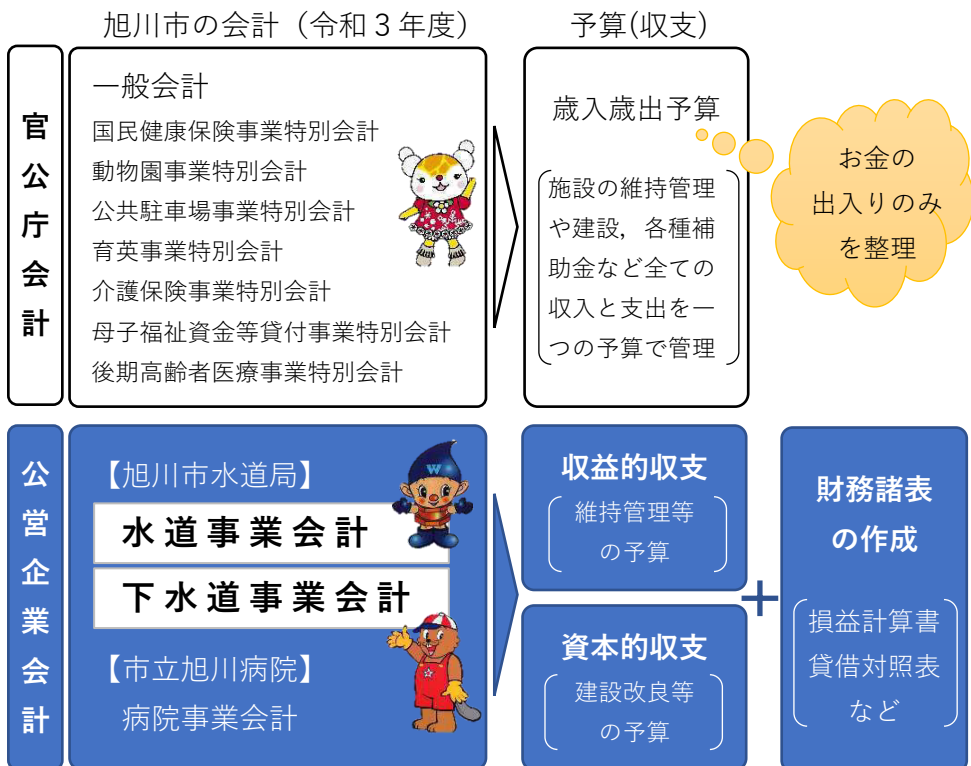 旭川市の会計（令和３年度）
予算(収支)
官公庁会計
一般会計
国民健康保険事業特別会計
動物園事業特別会計
公共駐車場事業特別会計
育英事業特別会計
介護保険事業特別会計
母子福祉資金等貸付事業特別会計
後期高齢者医療事業特別会計
歳入歳出予算
施設の維持管理
や建設，各種補
助金など全ての
収入と支出を一
つの予算で管理
お金の
出入りのみ
を整理
公営企業会計
【旭川市水道局】
W
水道事業会計
下水道事業会計
【市立旭川病院】
病院事業会計
収益的収支
維持管理等
の予算
資本的収支
建設改良等
の予算
＋
財務諸表
の作成
損益計算書
貸借対照表
など